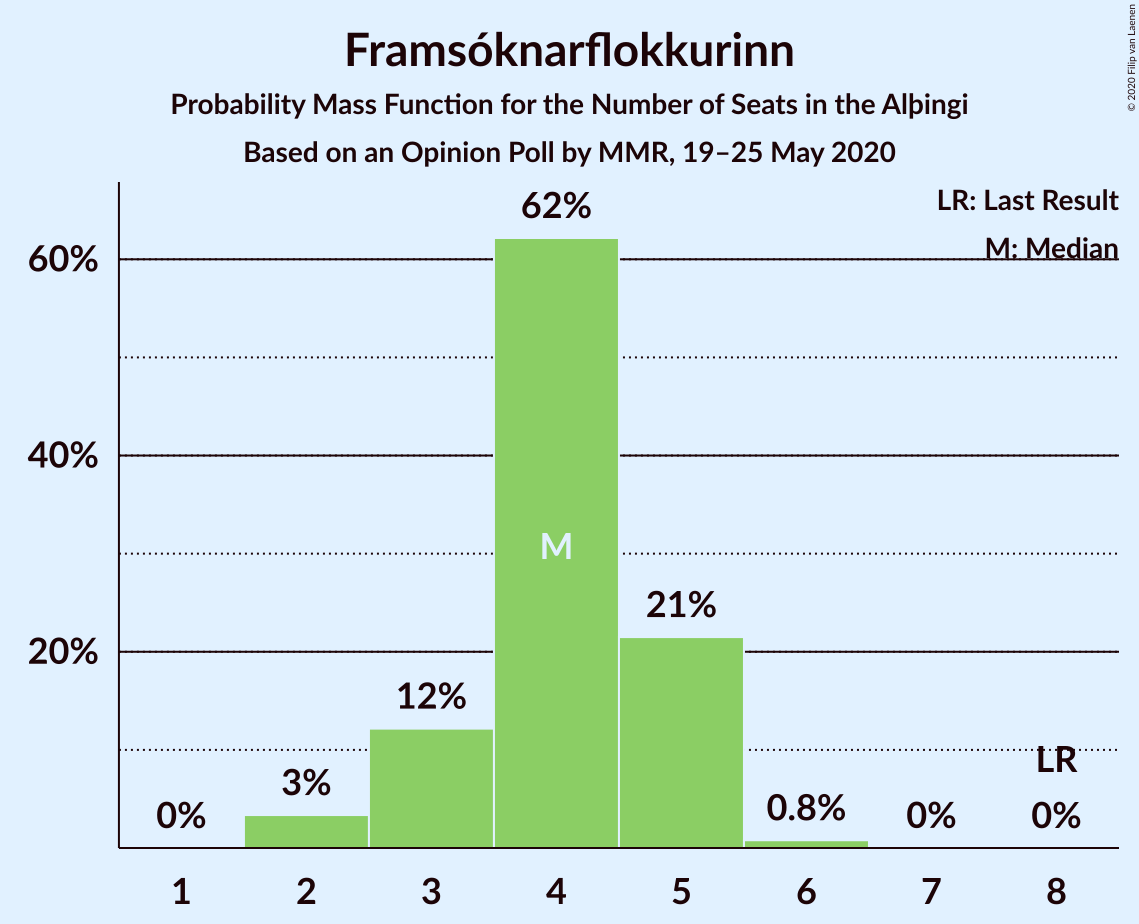 Framsóknarflokkurinn
Probability Mass Function for the Number of Seats in the Alþingi
Based on an Opinion Poll by MMR, 19–25 May 2020
© 2020 Filip van Laenen
LR: Last Result
M: Median
60%
40%
20%
0%
3%
12%
62%
M
21%
0.8%
0%
LR
0%
1
2
3
4
5
6
7
8